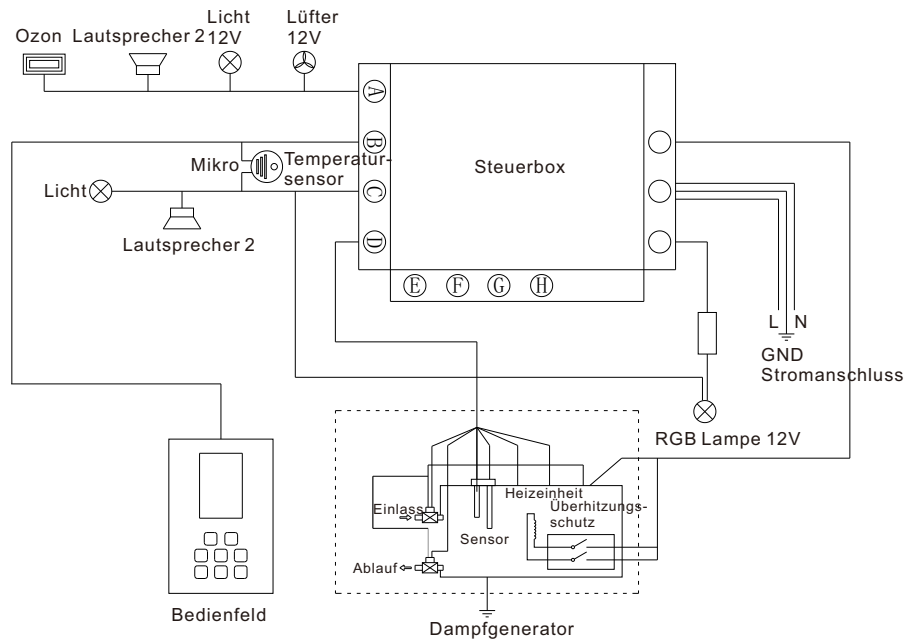 Licht Lüfter
Ozon Lautsprecher 2 12V 12V
A
B
Mikro Temperatur-
sensor
Steuerbox
Licht
C
Lautsprecher 2
D
E F G H
L N
GND
Stromanschluss
RGB Lampe 12V
Heizeinheit
Einlass
Überhitzungs-
schutz
Sensor
Ablauf
Bedienfeld
Dampfgenerator